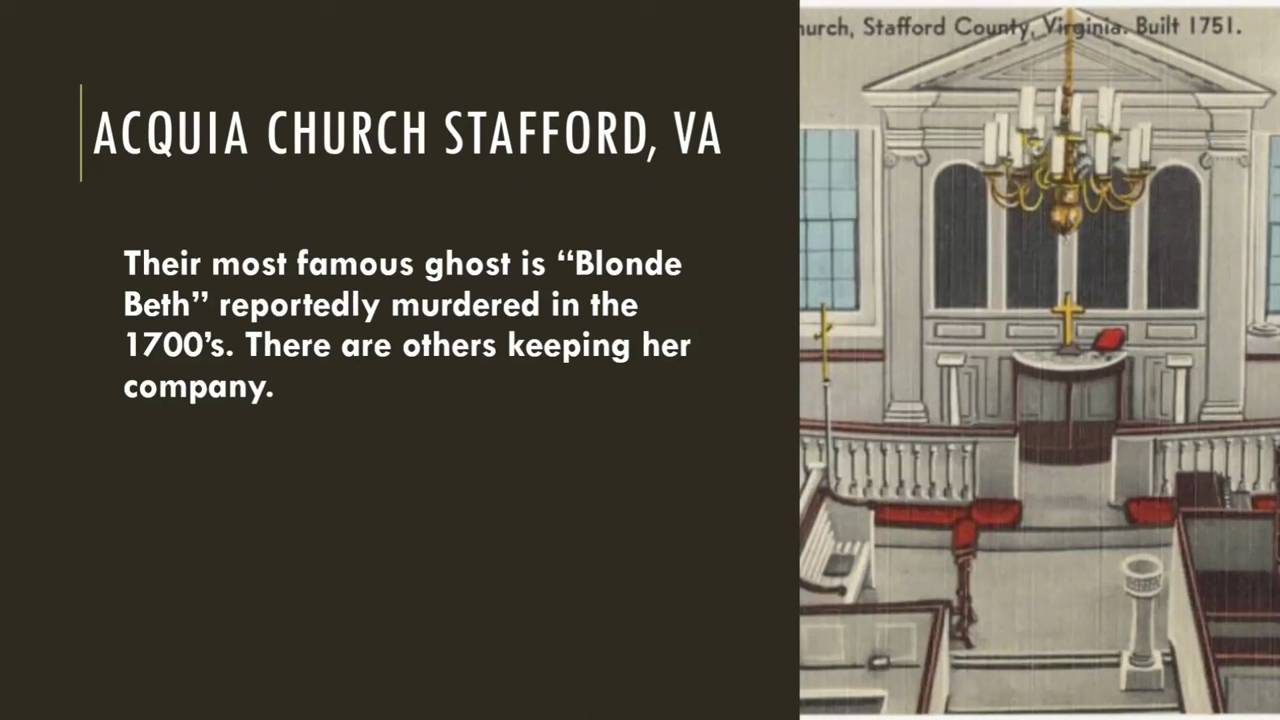 ACQUIA CHURCH STAFFORD, VA
Their most famous ghost is “Blonde
Beth” reportedly murdered in the
1700’s. There are others keeping her
company.
hurch, Stafford County, Virginia. Built 1751.